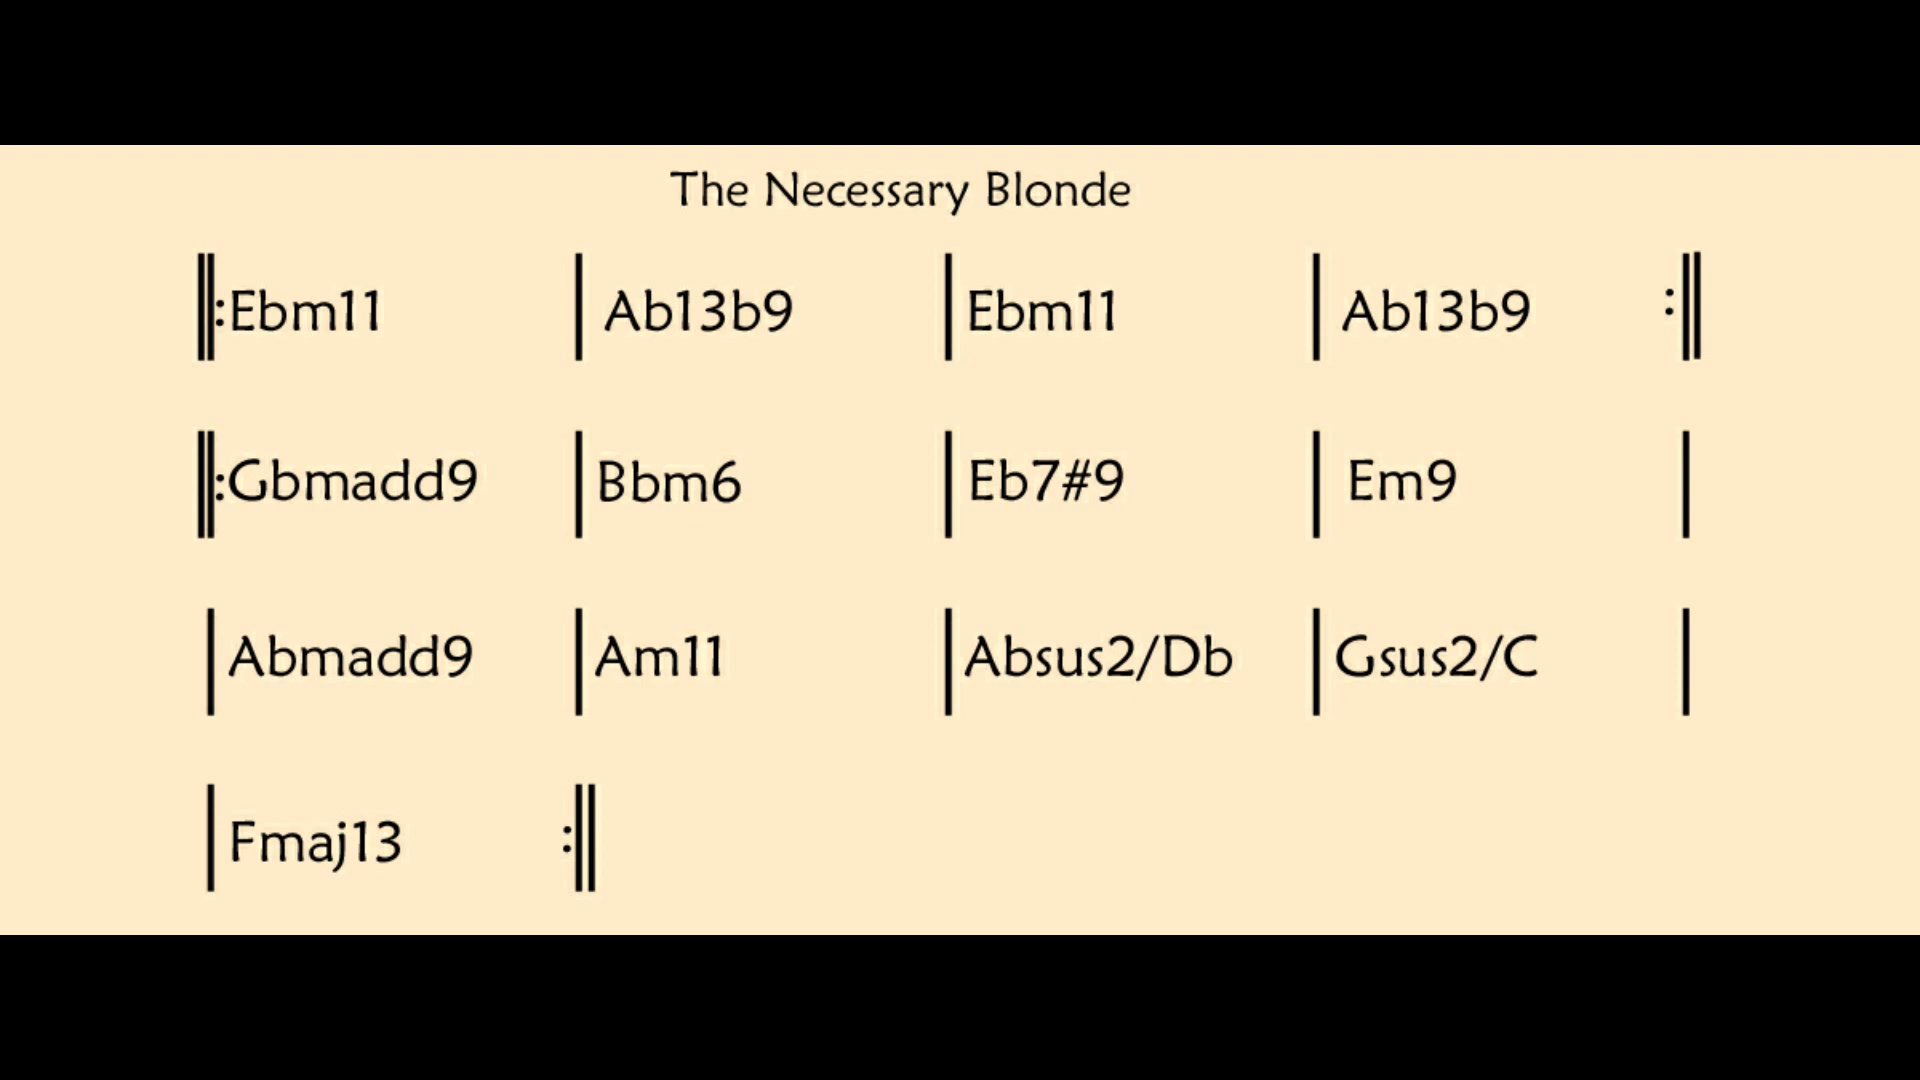 The Necessary Blonde
||:Ebm11 | Ab13b9 | Ebm11 | Ab13b9 :||
||:Gbmadd9 | Bbm6 | Eb7#9 | Em9 |
| Abmadd9 | Am11 | Absus2/Db | Gsus2/C |
| Fmaj13 :||